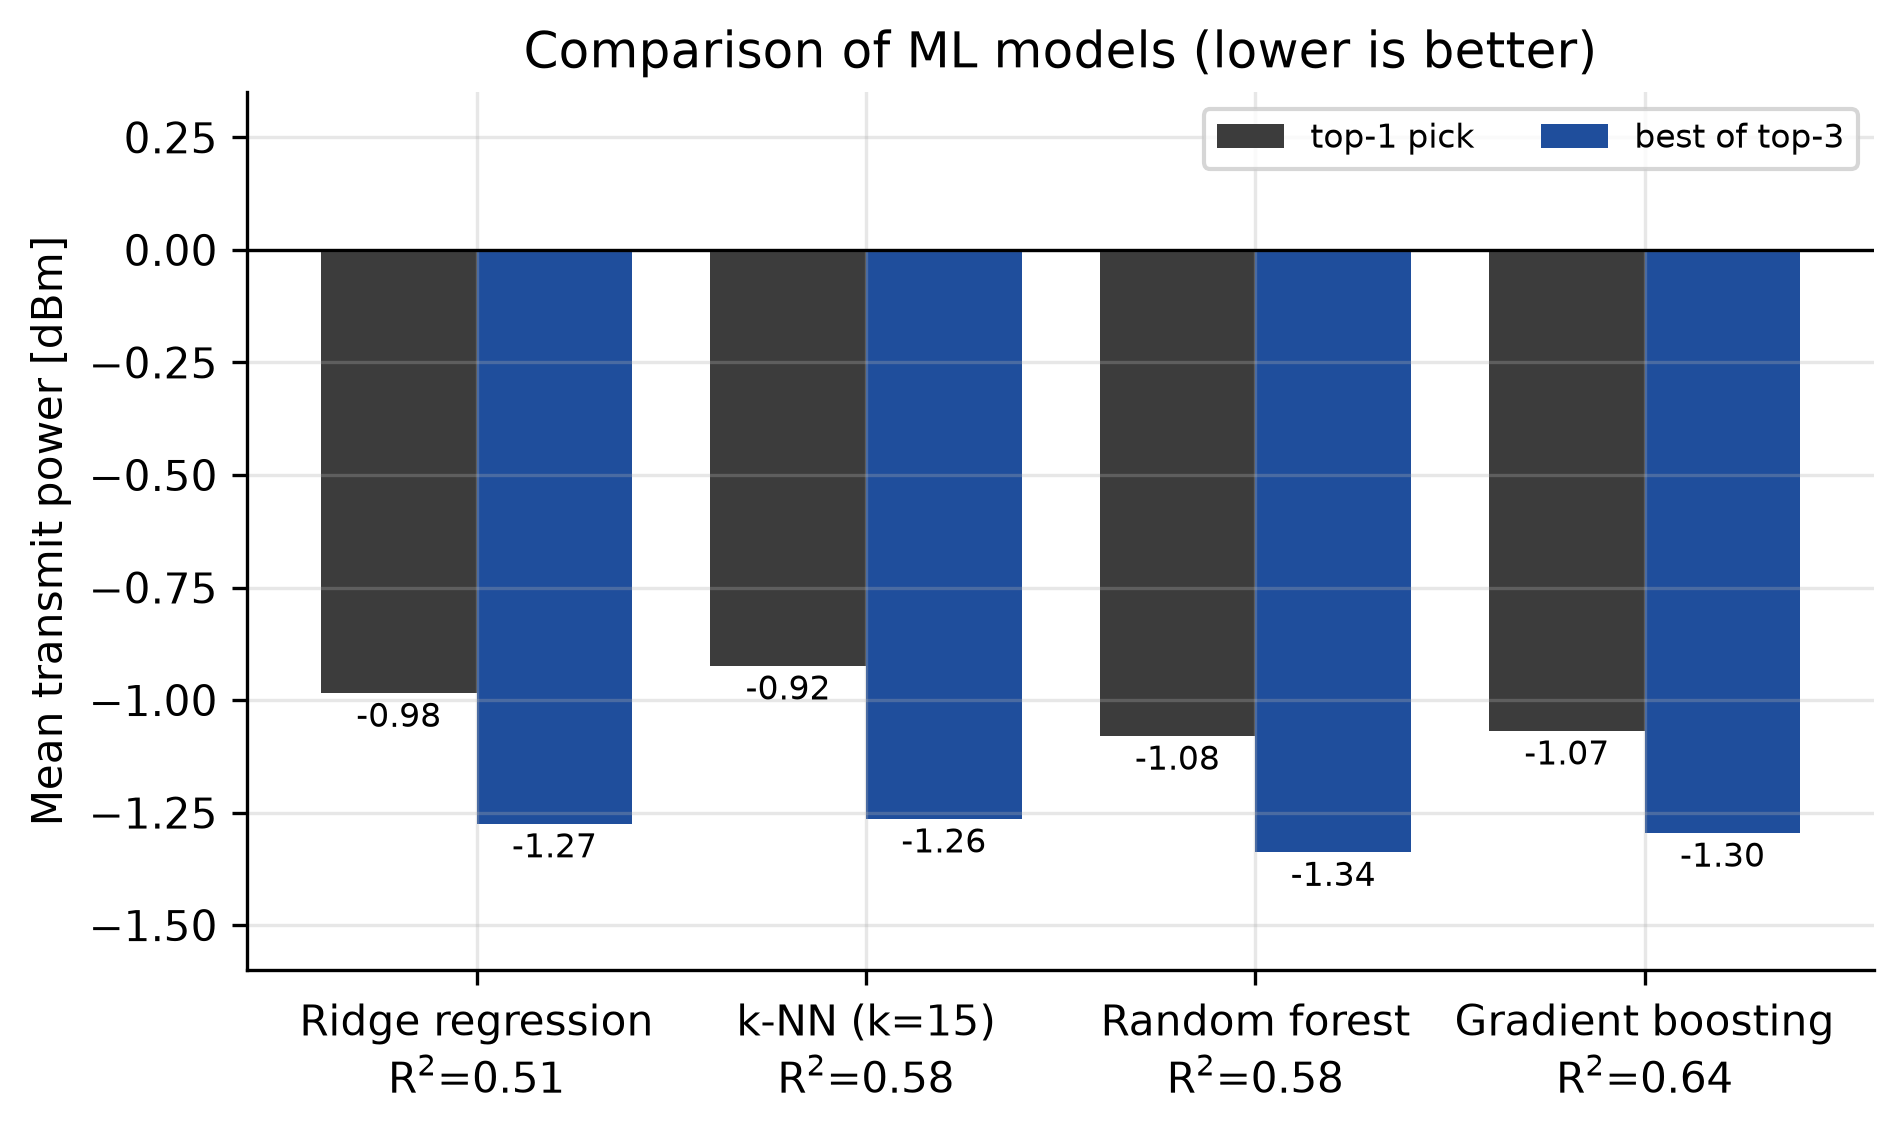 Comparison of ML models (lower is better)
top-1 pick
best of top-3
Mean transmit power [dBm]
0.25
0.00
−0.25
−0.50
−0.75
−1.00
−1.25
−1.50
-0.98
-1.27
-0.92
-1.26
-1.08
-1.34
-1.07
-1.30
Ridge regression
R²=0.51
k-NN (k=15)
R²=0.58
Random forest
R²=0.58
Gradient boosting
R²=0.64